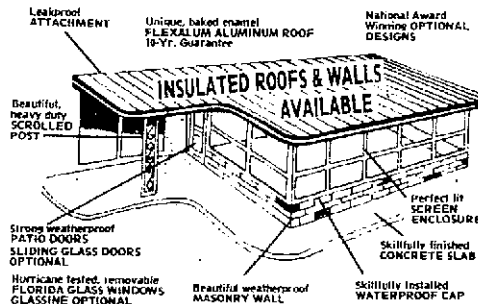 Leakproof
ATTACHMENT
Unique, baked enamel
FLEXALUM ALUMINUM ROOF
10-Yr. Guarantee
National Award
Winning OPTIONAL
DESIGNS
INSULATED ROOFS & WALLS
AVAILABLE
Beautiful,
heavy duty
SCROLLED
POST
Perfect fit
SCREEN
ENCLOSURE
Strong weatherproof
PATIO DOORS
SLIDING GLASS DOORS
OPTIONAL
Skillfully finished
CONCRETE SLAB
Hurricane tested, removable
FLORIDA GLASS WINDOWS
GLASSINE OPTIONAL
Beautiful weatherproof
MASONRY WALL
Skillfully installed
WATERPROOF CAP